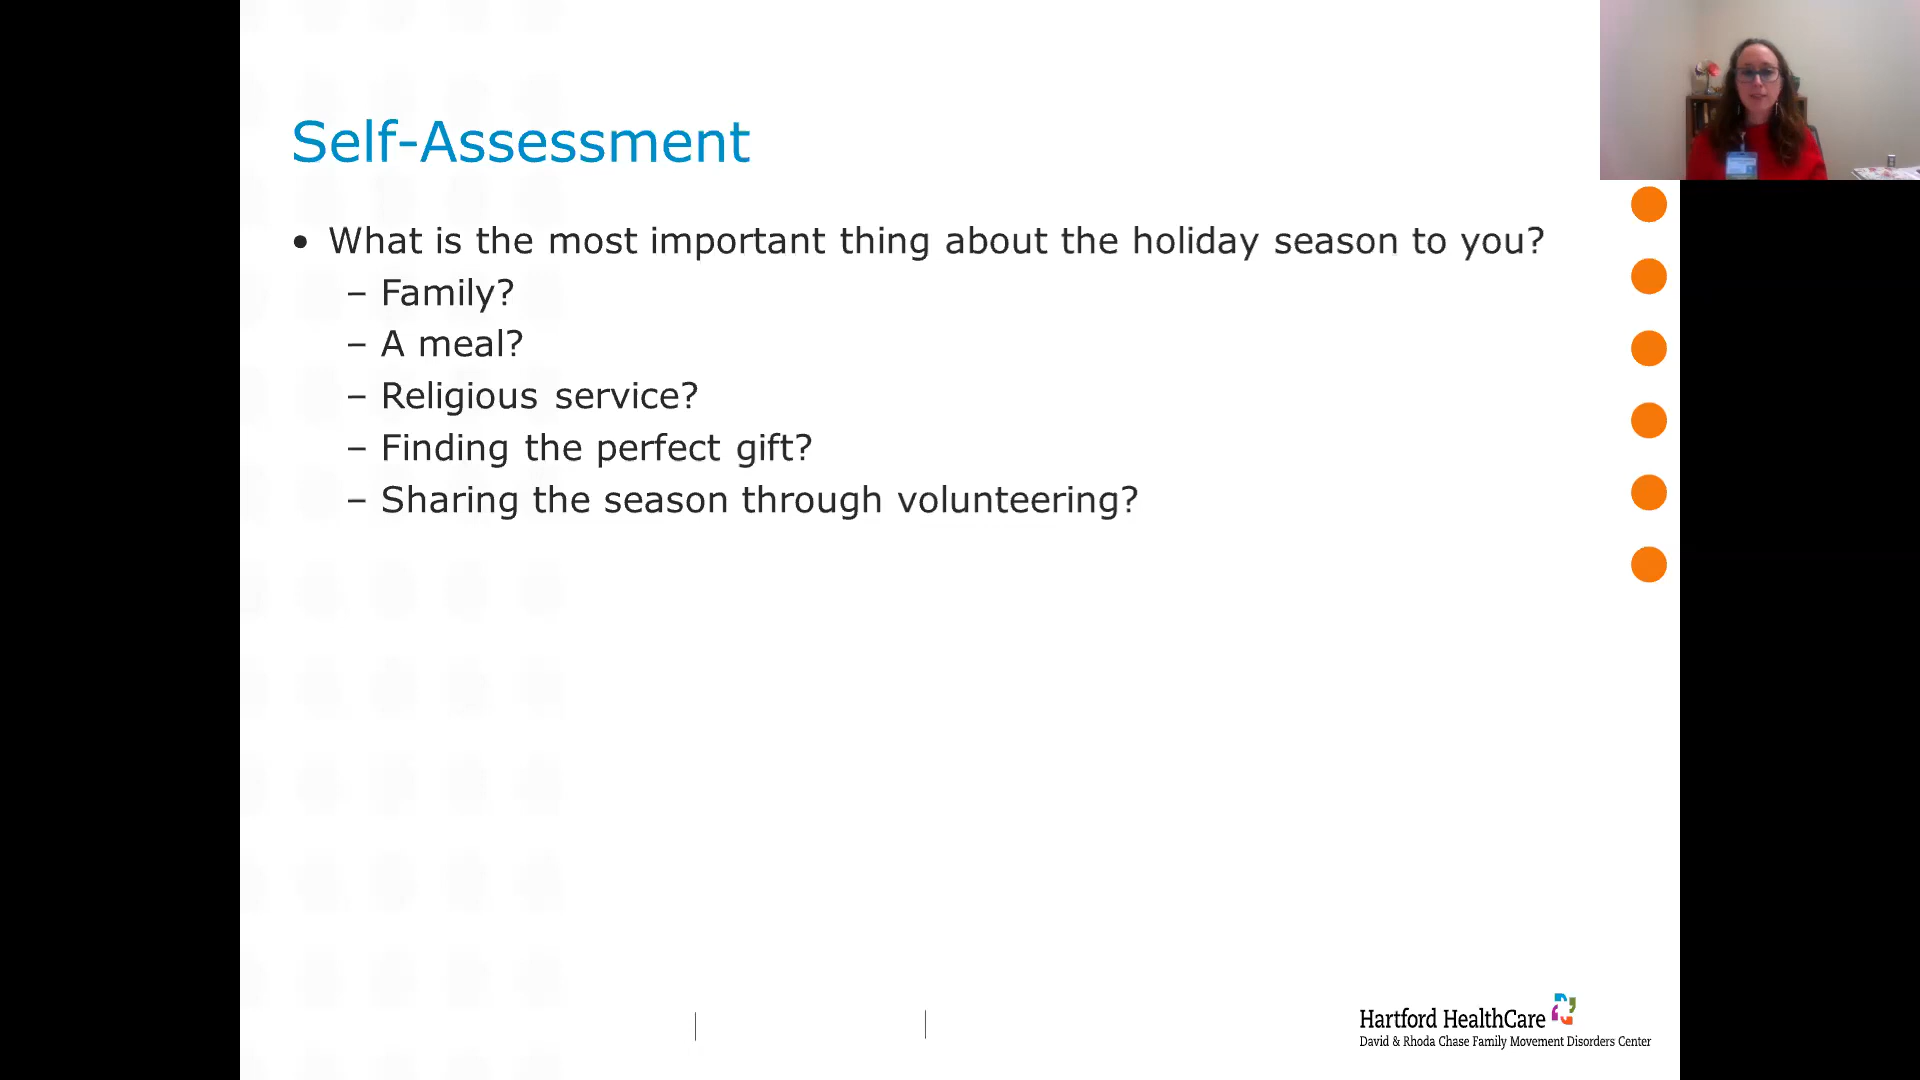 Self-Assessment
• What is the most important thing about the holiday season to you?
– Family?
– A meal?
– Religious service?
– Finding the perfect gift?
– Sharing the season through volunteering?
Hartford HealthCare
David & Rhoda Chase Family Movement Disorders Center